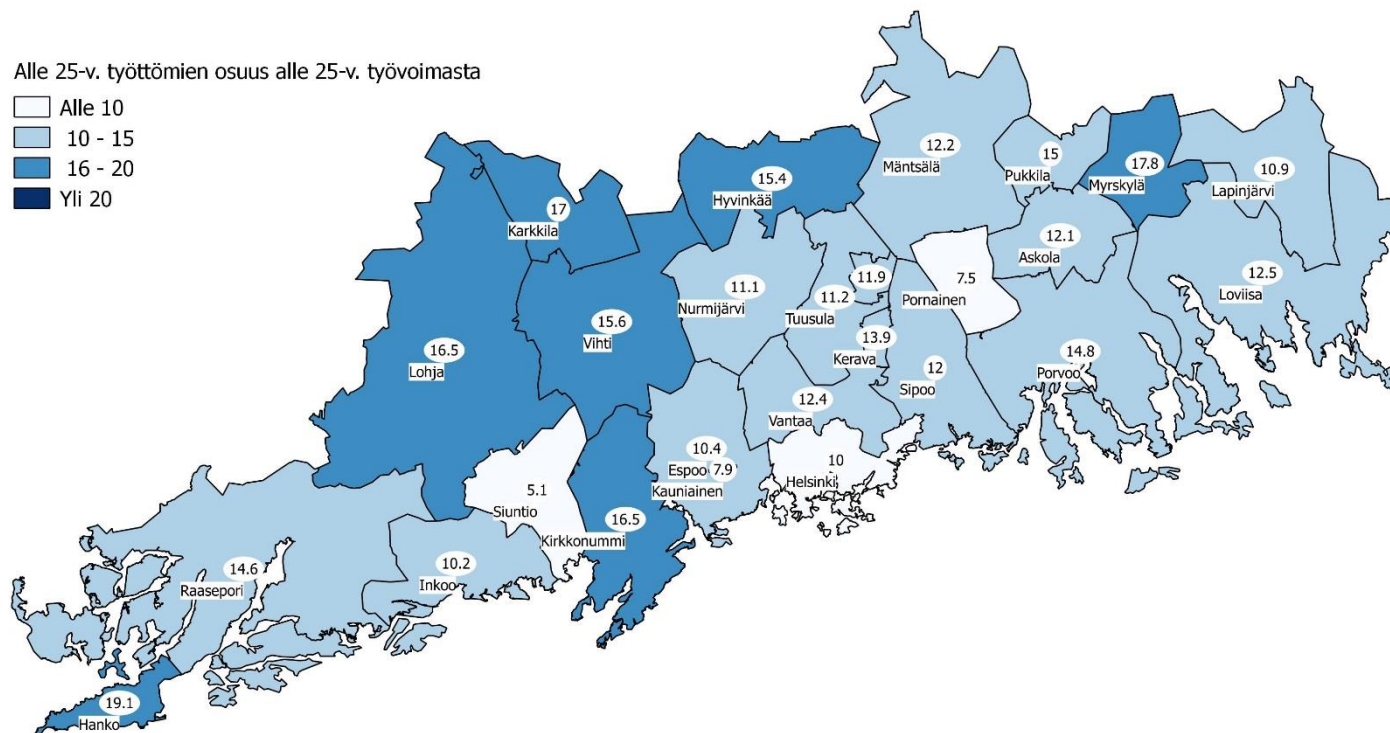 Alle 25-v. työttömien osuus alle 25-v. työvoimasta
Alle 10
10 - 15
16 - 20
Yli 20
12.2
Mäntsälä
15
Pukkila
17.8
Myrskylä
10.9
Lapinjärvi
15.4
Hyvinkää
17
Karkkila
12.1
Askola
7.5
Pornainen
12.5
Loviisa
11.9
11.2
Tuusula
11.1
Nurmijärvi
15.6
Vihti
16.5
Lohja
13.9
Kerava
12
Sipoo
14.8
Porvoo
12.4
Vantaa
10.4
Espoo
7.9
Kauniainen
10
Helsinki
5.1
Siuntio
16.5
Kirkkonummi
10.2
Inkoo
14.6
Raasepori
19.1
Hanko